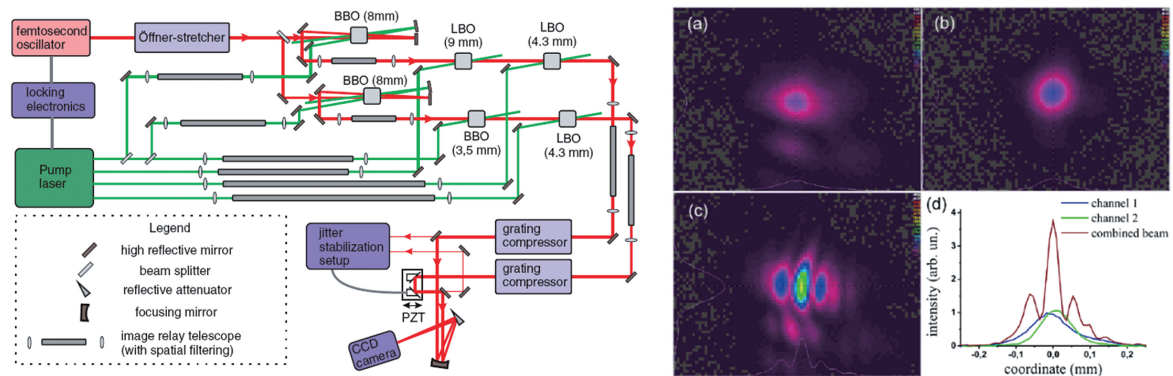 femtosecond
oscillator
Öffner-stretcher
BBO (8mm)
LBO
(9 mm)
LBO
(4.3 mm)
locking
electronics
BBO (8mm)
BBO
(3,5 mm)
LBO
(4.3 mm)
Pump
laser
Legend
high reflective mirror
beam splitter
reflective attenuator
focusing mirror
image relay telescope
(with spatial filtering)
jitter
stabilization
setup
grating
compressor
grating
compressor
PZT
CCD
camera
(a)
(b)
(c)
(d)
channel 1
channel 2
combined beam
intensity (arb. un.)
4
3
2
1
0
-0,2
-0,1
0,0
0,1
0,2
coordinate (mm)